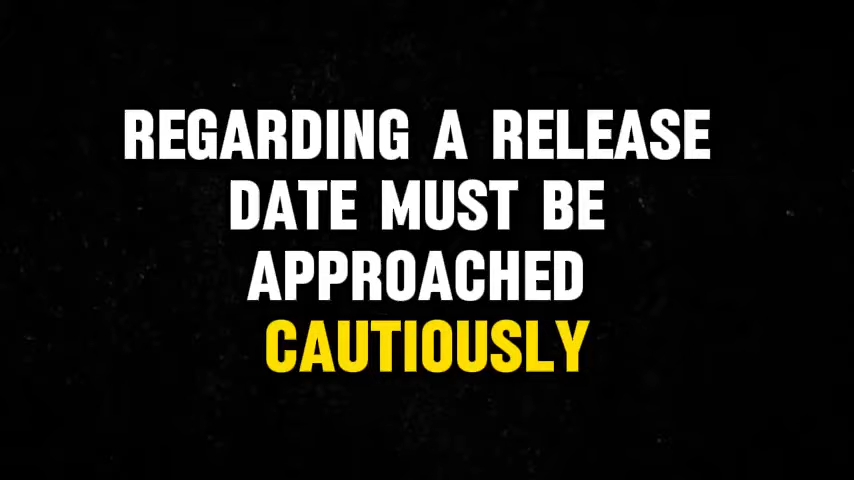 REGARDING A RELEASE
DATE MUST BE
APPROACHED
CAUTIOUSLY